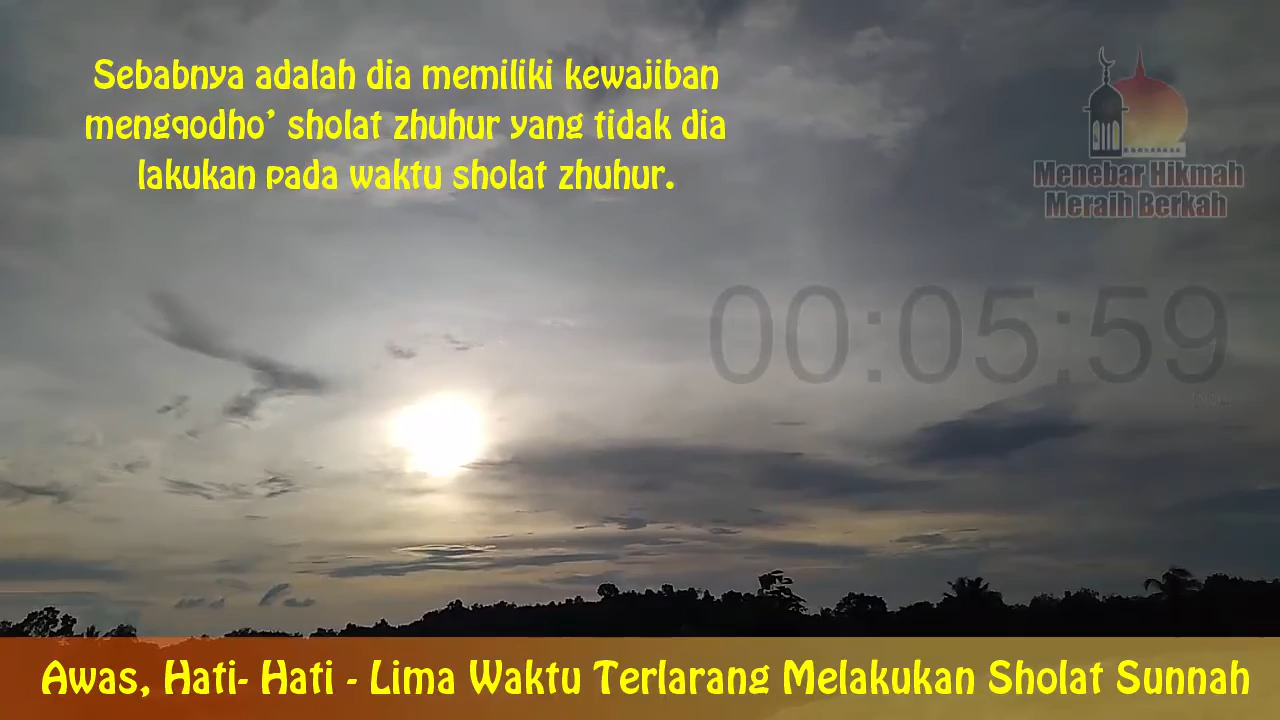 Sebabnya adalah dia memiliki kewajiban
mengqodho’ sholat zhuhur yang tidak dia
lakukan pada waktu sholat zhuhur.
Menebar Hikmah
Meraih Berkah
00:05:59
Awas, Hati- Hati - Lima Waktu Terlarang Melakukan Sholat Sunnah